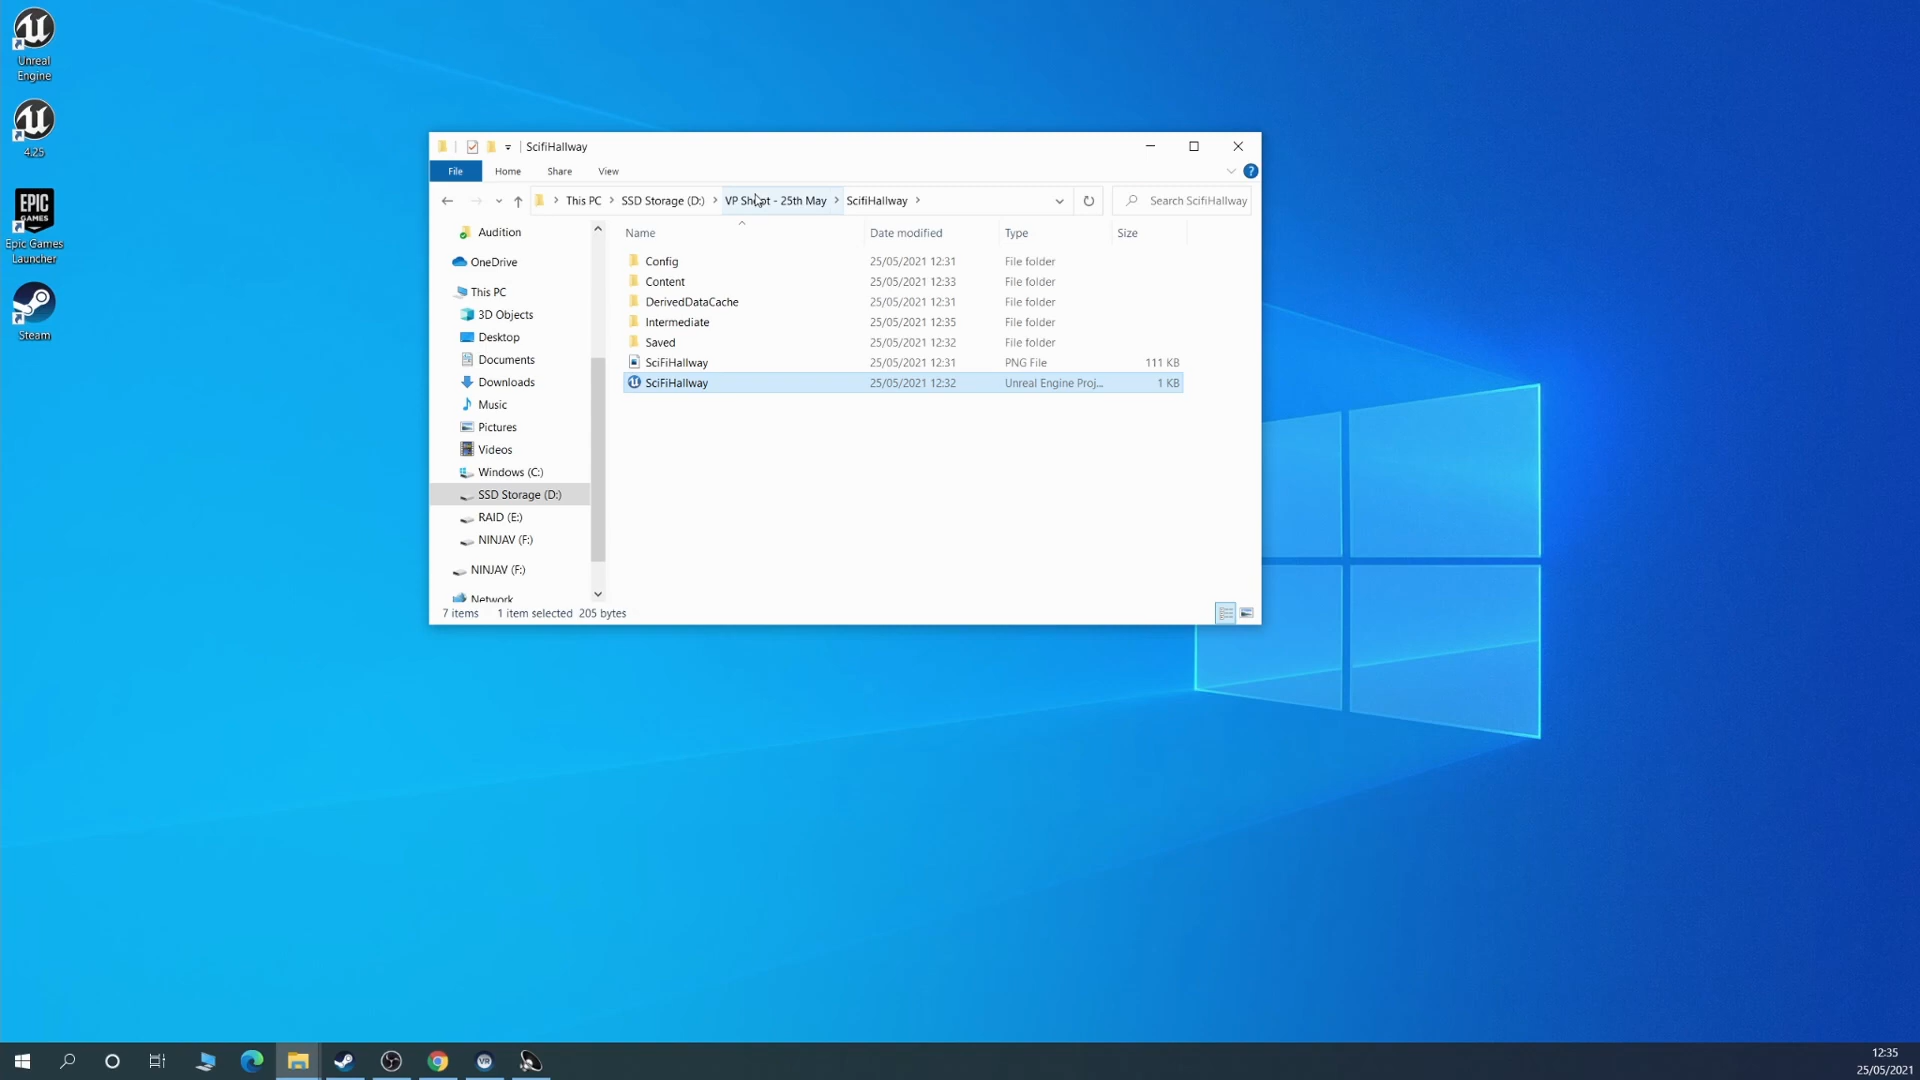 Unreal
Engine
4.25
EPIC
GAMES
Epic Games
Launcher
Steam
ScifiHallway
File Home Share View
This PC SSD Storage (D:) VP Shoot - 25th May ScifiHallway
Search ScifiHallway
Audition
OneDrive
This PC
3D Objects
Desktop
Documents
Downloads
Music
Pictures
Videos
Windows (C:)
SSD Storage (D:)
RAID (E:)
NINJAV (F:)
NINJAV (F:)
Network
Name Date modified Type Size
Config 25/05/2021 12:31 File folder
Content 25/05/2021 12:33 File folder
DerivedDataCache 25/05/2021 12:31 File folder
Intermediate 25/05/2021 12:35 File folder
Saved 25/05/2021 12:32 File folder
SciFiHallway 25/05/2021 12:31 PNG File 111 KB
SciFiHallway 25/05/2021 12:32 Unreal Engine Proj... 1 KB
7 items 1 item selected 205 bytes
VR
12:35
25/05/2021